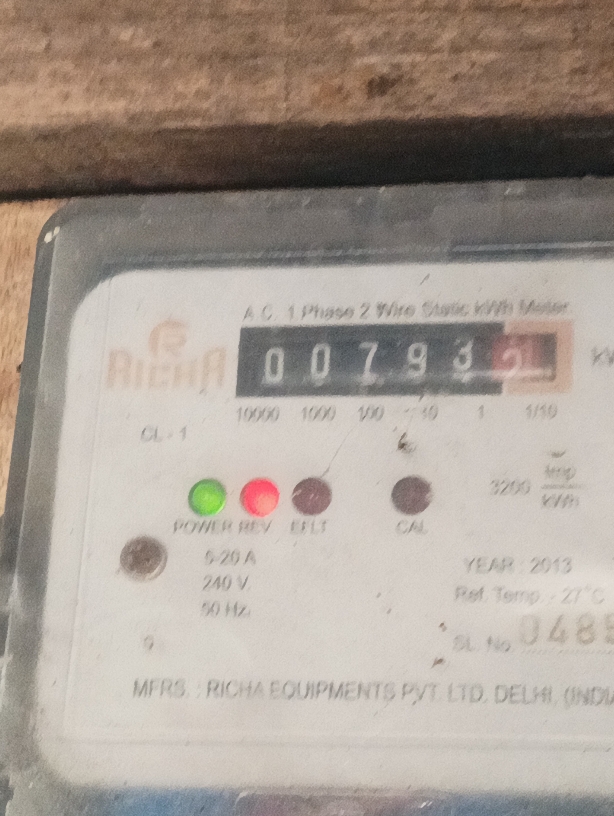 A.C. 1 Phase 2 Wire Static kWh Meter
RICHA
0 0 7 9 3
10000 1000 100 10 1 1/10
CL - 1
3200 Imp/kWh
POWER REV EFLT CAL
5-20 A
240 V
50 Hz.
YEAR : 2013
Ref. Temp. - 27°C
SL. No.
MFRS. : RICHA EQUIPMENTS PVT. LTD. DELHI,